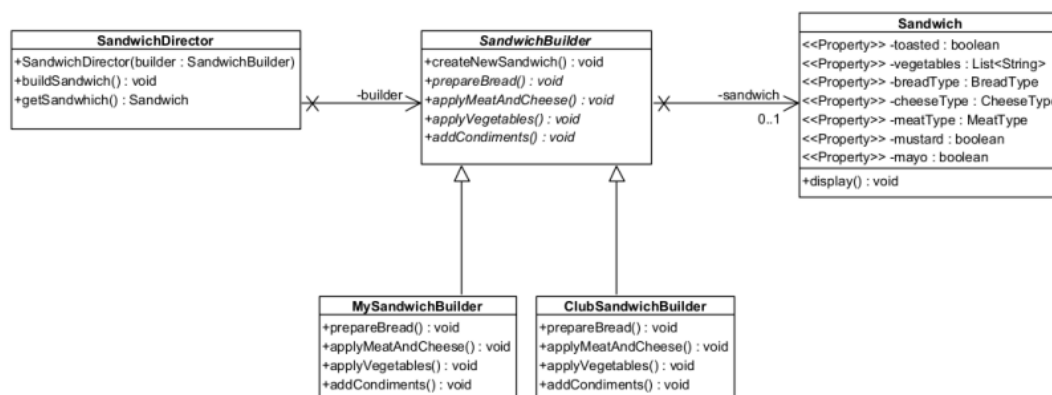 SandwichDirector
+SandwichDirector(builder : SandwichBuilder)
+buildSandwich() : void
+getSandwhich() : Sandwich
-builder
SandwichBuilder
+createNewSandwich() : void
+prepareBread() : void
+applyMeatAndCheese() : void
+applyVegetables() : void
+addCondiments() : void
-sandwich
0..1
Sandwich
<<Property>> -toasted : boolean
<<Property>> -vegetables : List<String>
<<Property>> -breadType : BreadType
<<Property>> -cheeseType : CheeseType
<<Property>> -meatType : MeatType
<<Property>> -mustard : boolean
<<Property>> -mayo : boolean
+display() : void
MySandwichBuilder
+prepareBread() : void
+applyMeatAndCheese() : void
+applyVegetables() : void
+addCondiments() : void
ClubSandwichBuilder
+prepareBread() : void
+applyMeatAndCheese() : void
+applyVegetables() : void
+addCondiments() : void